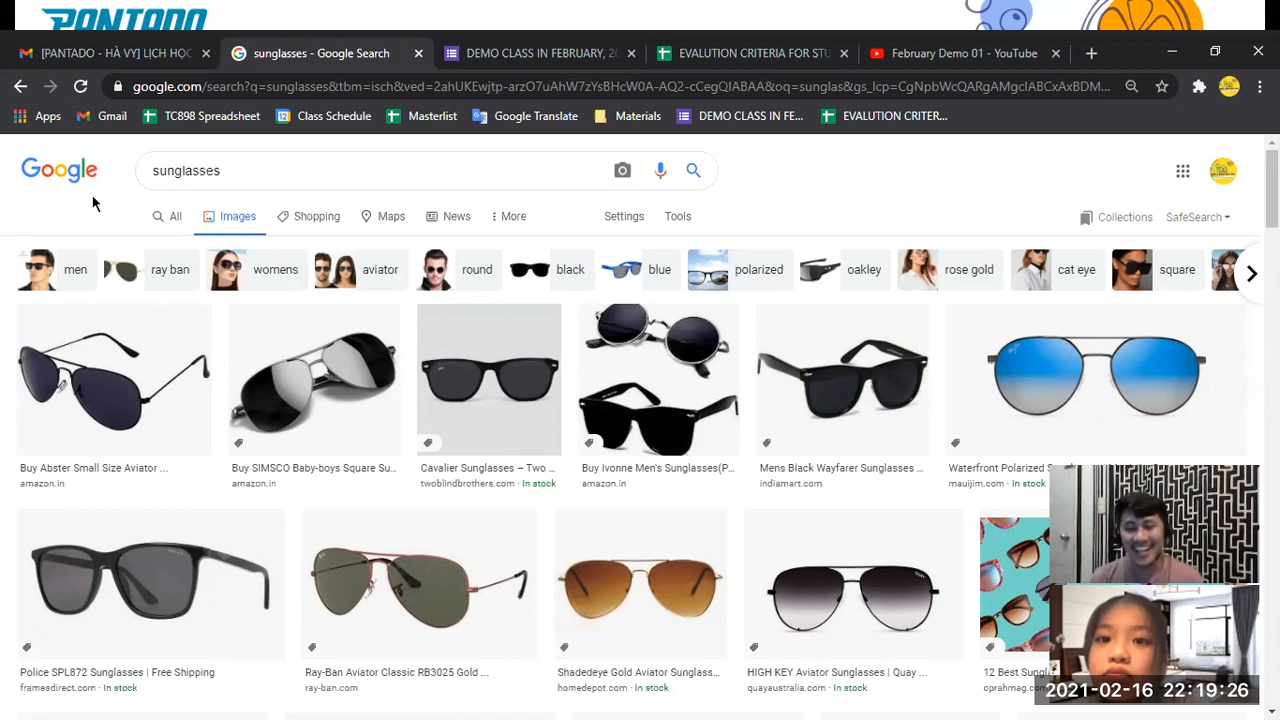 PANTADO
[PANTADO - HÀ VY] LỊCH HOC
sunglasses - Google Search
DEMO CLASS IN FEBRUARY, 20
EVALUTION CRITERIA FOR STU
February Demo 01 - YouTube
google.com/search?q=sunglasses&tbm=isch&ved=2ahUKEwjtp-arzO7uAhW7zYsBHcW0A-AQ2-cCegQIABAA&oq=sunglas&gs_lcp=CgNpbWcQARgAMgcIABCxAxBDM...
Apps
Gmail
TC898 Spreadsheet
Class Schedule
Masterlist
Google Translate
Materials
DEMO CLASS IN FE...
EVALUTION CRITER...
Google
sunglasses
All
Images
Shopping
Maps
News
More
Settings
Tools
Collections
SafeSearch
men
ray ban
womens
aviator
round
black
blue
polarized
oakley
rose gold
cat eye
square
Buy Abster Small Size Aviator ...
amazon.in
Buy SIMSCO Baby-boys Square Su...
amazon.in
Cavalier Sunglasses – Two ...
twoblindbrothers.com · In stock
Buy Ivonne Men's Sunglasses(P...
amazon.in
Mens Black Wayfarer Sunglasses ...
indiamart.com
Waterfront Polarized S
mauijim.com · In stock
Police SPL872 Sunglasses | Free Shipping
framesdirect.com · In stock
Ray-Ban Aviator Classic RB3025 Gold ...
ray-ban.com
Shadedeye Gold Aviator Sunglass...
homedepot.com · In stock
HIGH KEY Aviator Sunglasses | Quay ...
quayaustralia.com · In stock
12 Best Sungl
oprahmag.com
2021-02-16 22:19:26